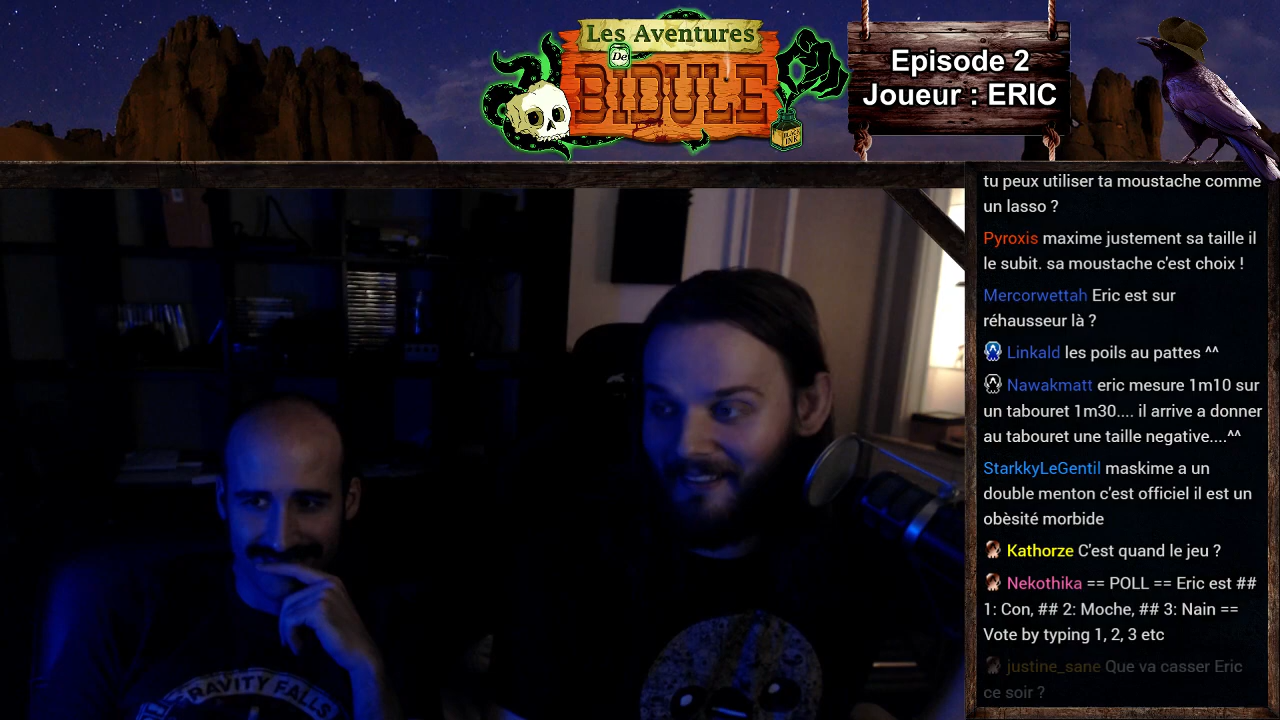 Les Aventures
De
BIDULE
BLACK
INK
Episode 2
Joueur : ERIC
tu peux utiliser ta moustache comme
un lasso ?
Pyroxis maxime justement sa taille il
le subit. sa moustache c'est choix !
Mercorwettah Eric est sur
réhausseur là ?
Linkald les poils au pattes ^^
Nawakmatt eric mesure 1m10 sur
un tabouret 1m30.... il arrive a donner
au tabouret une taille negative....^^
StarkkyLeGentil maskime a un
double menton c'est officiel il est un
obèsité morbide
Kathorze C'est quand le jeu ?
Nekothika == POLL == Eric est ##
1: Con, ## 2: Moche, ## 3: Nain ==
Vote by typing 1, 2, 3 etc
justine_sane Que va casser Eric
ce soir ?
RAVITY FALLS